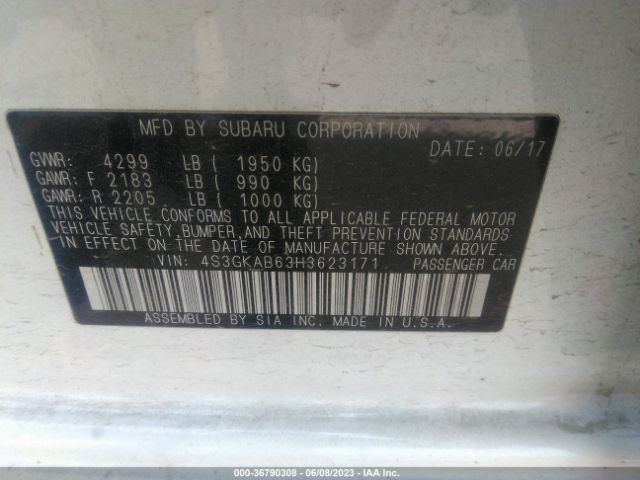 MFD BY SUBARU CORPORATION
DATE: 06/17
GVWR: 4299 LB ( 1950 KG)
GAWR: F 2183 LB ( 990 KG)
GAWR: R 2205 LB ( 1000 KG)
THIS VEHICLE CONFORMS TO ALL APPLICABLE FEDERAL MOTOR
VEHICLE SAFETY,BUMPER,AND THEFT PREVENTION STANDARDS
IN EFFECT ON THE DATE OF MANUFACTURE SHOWN ABOVE.
VIN: 4S3GKAB63H3623171 PASSENGER CAR
ASSEMBLED BY SIA INC. MADE IN U.S.A.
000-36790308 - 06/08/2023 - IAA Inc.